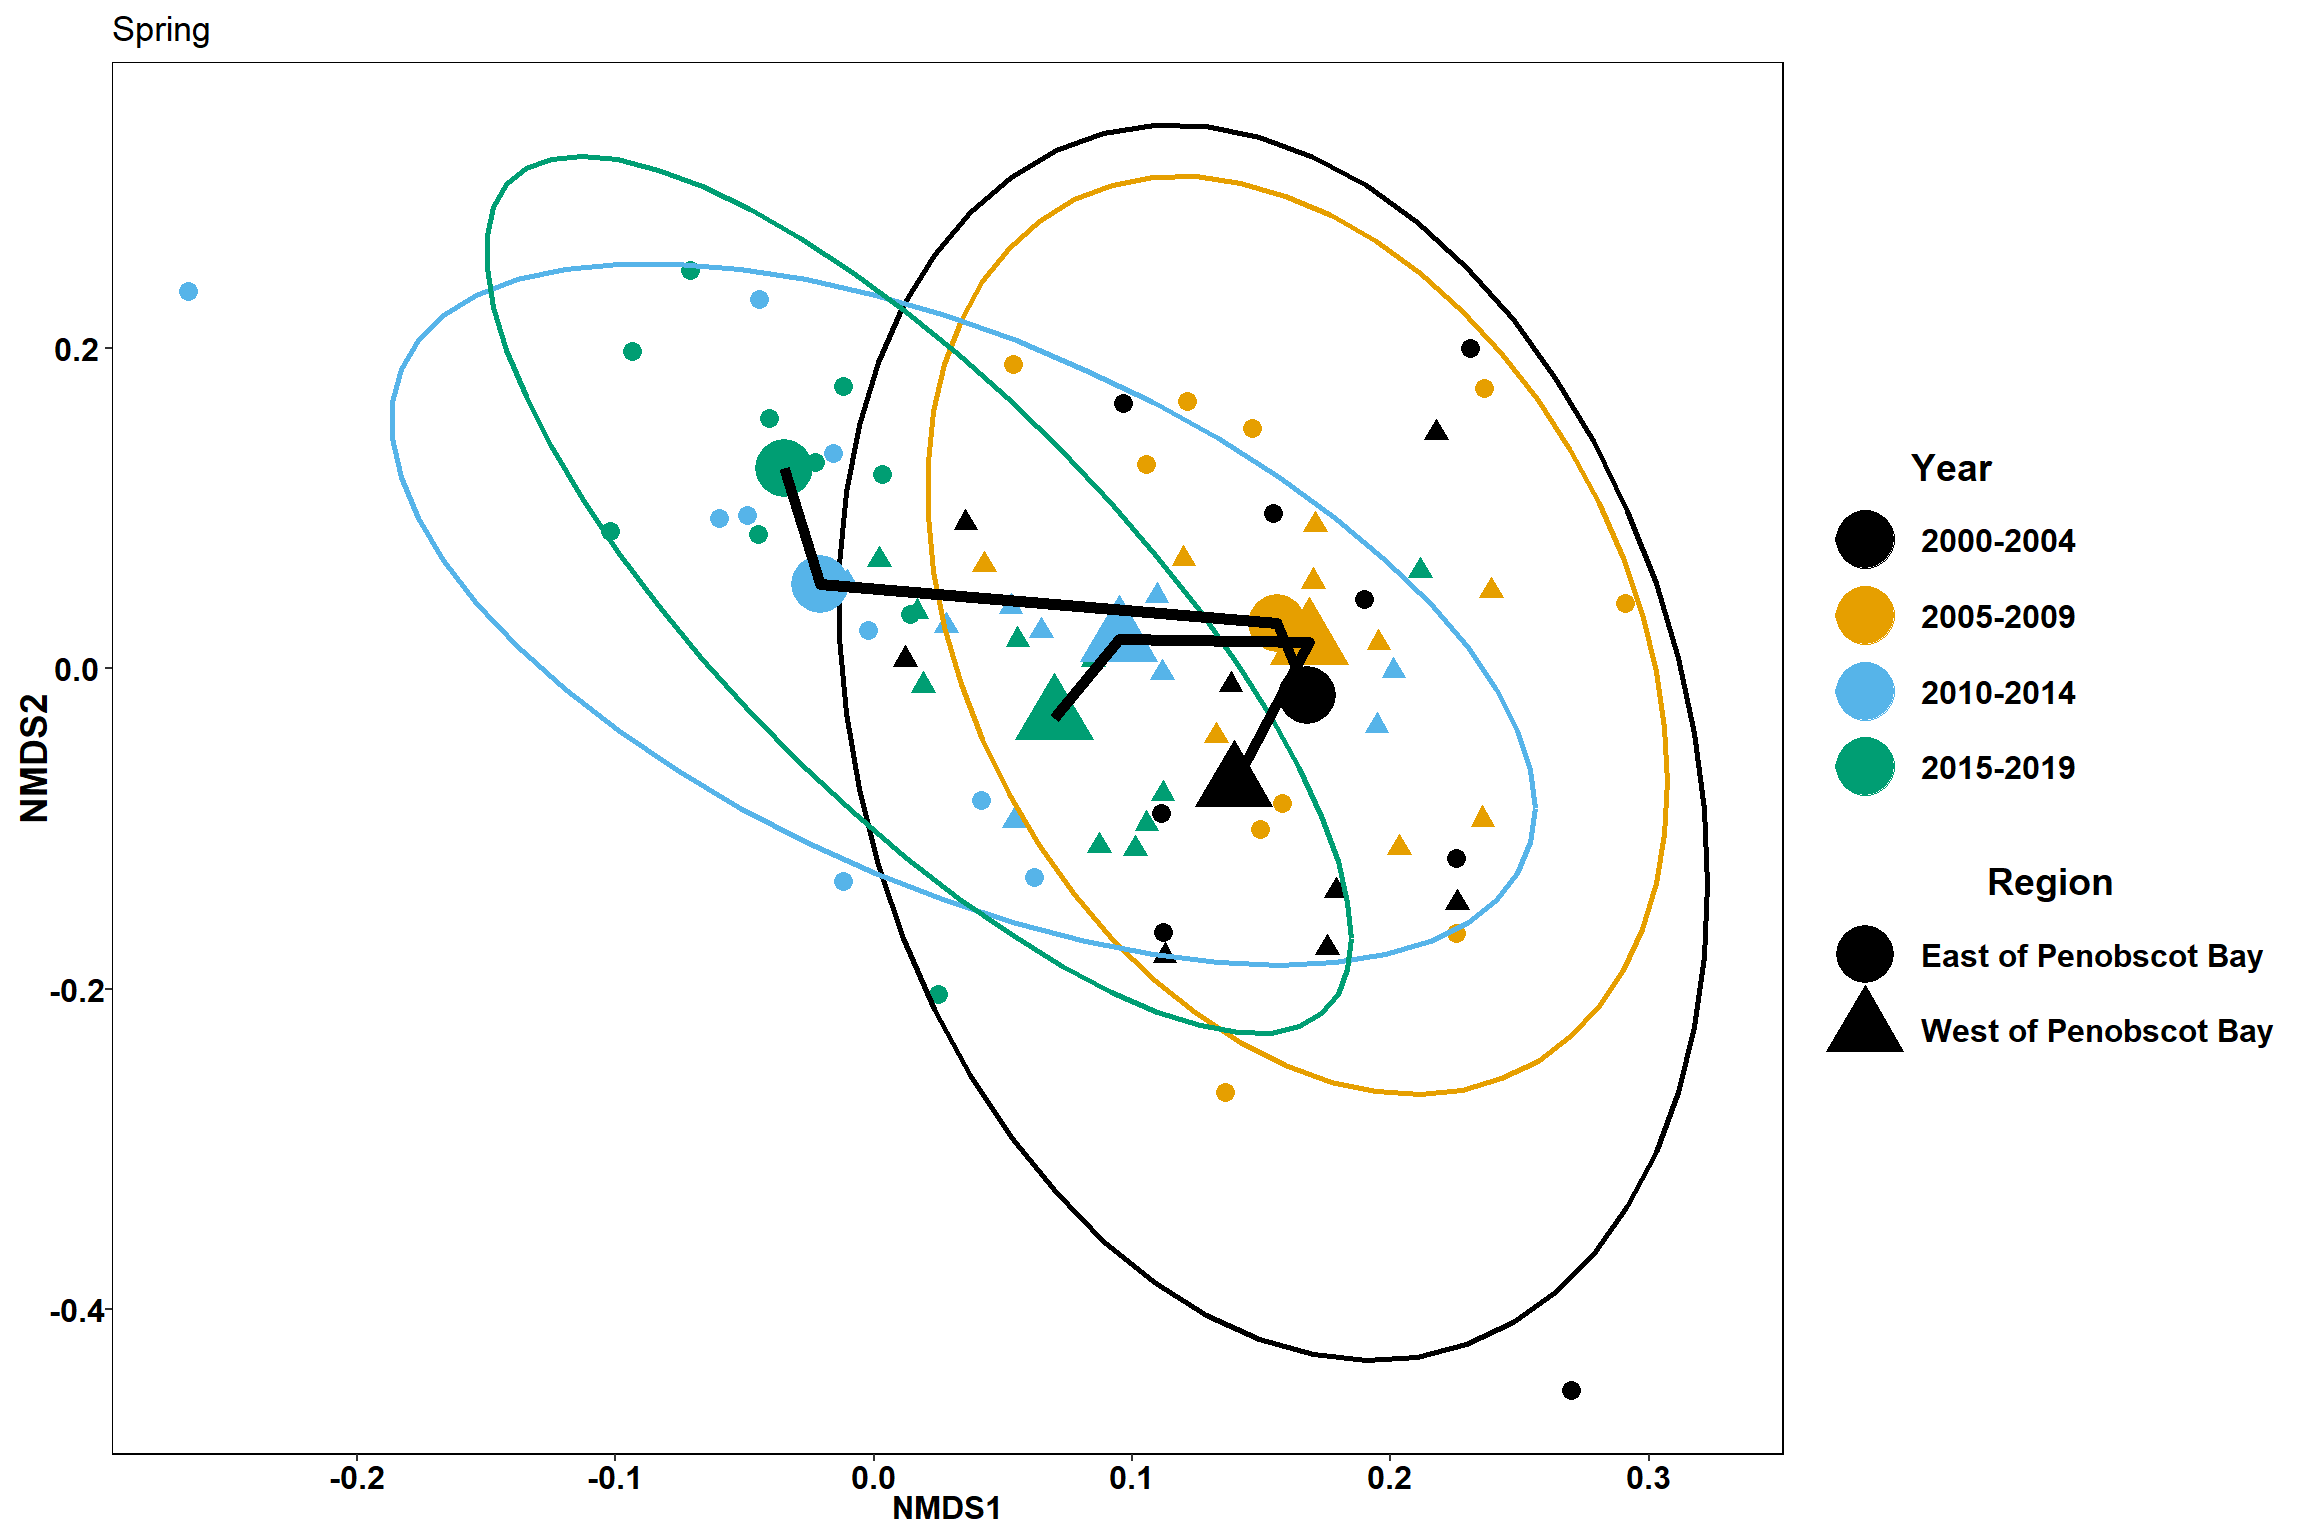 Spring
NMDS2
0.2
0.0
-0.2
-0.4
-0.2
-0.1
0.0
0.1
0.2
0.3
NMDS1
Year
2000-2004
2005-2009
2010-2014
2015-2019
Region
East of Penobscot Bay
West of Penobscot Bay